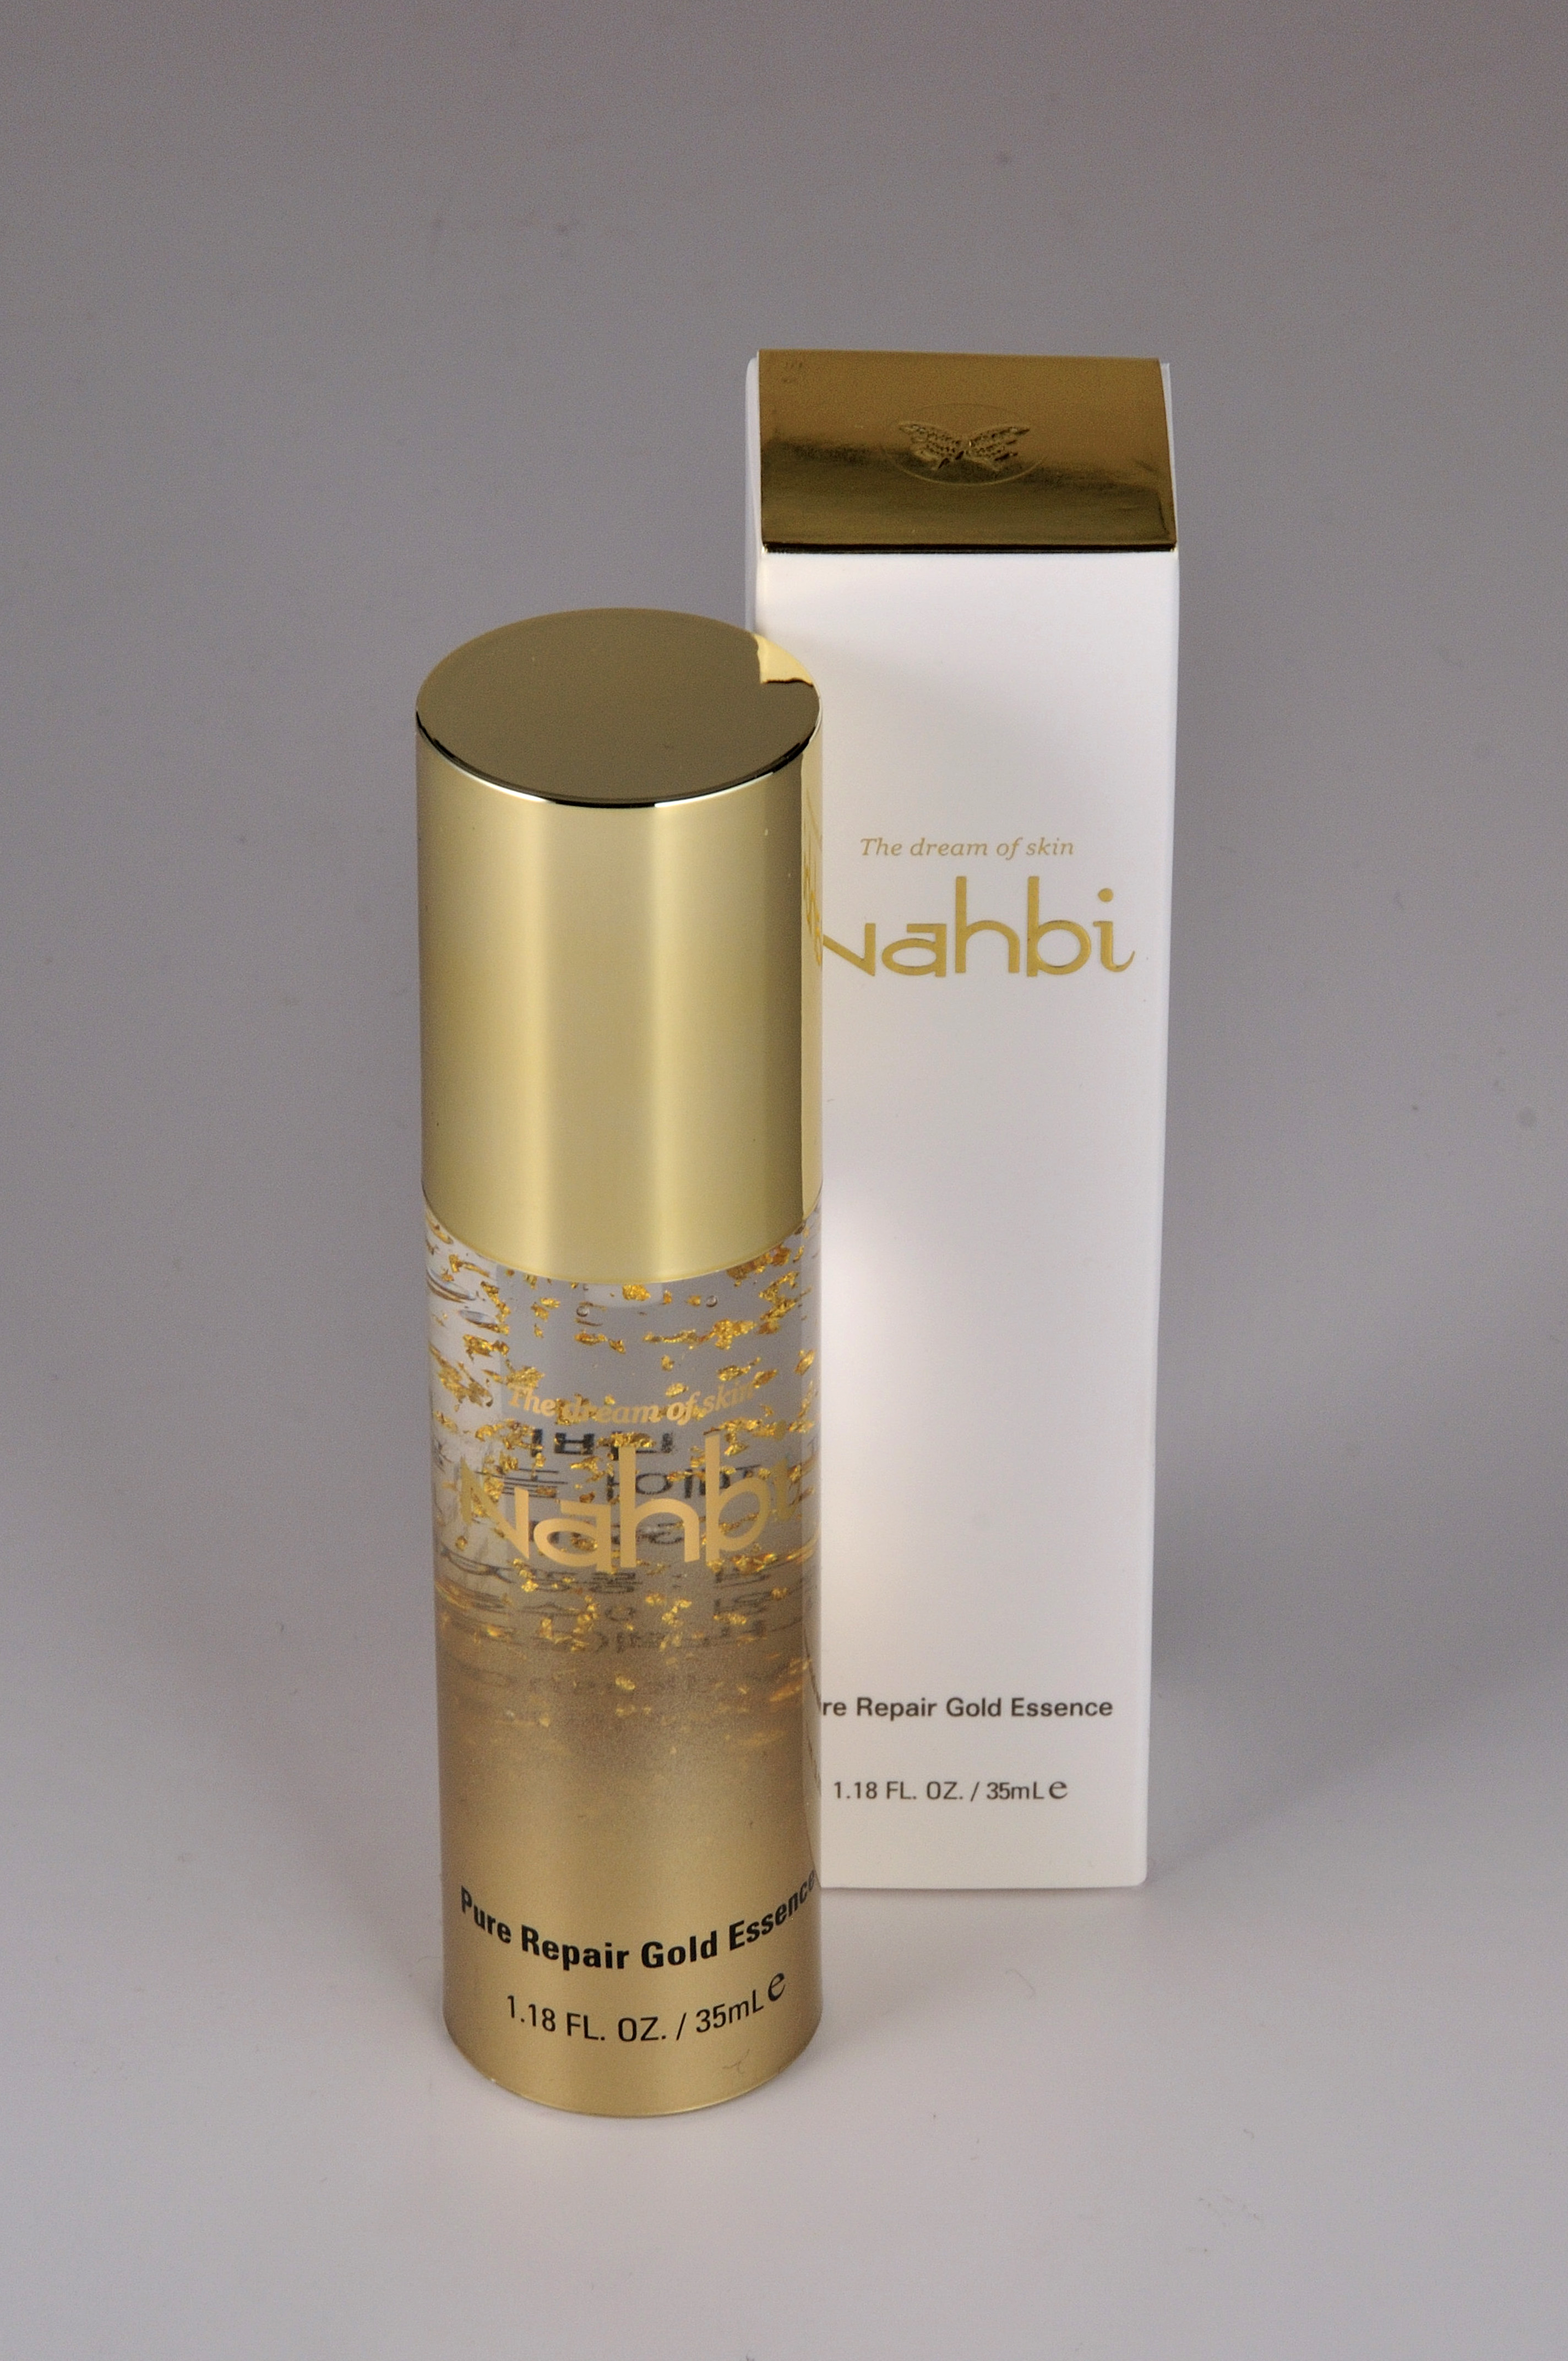 The dream of skin
Nahbi
Pure Repair Gold Essence
1.18 FL. OZ. / 35mL e
The dream of skin
Nahbi
re Repair Gold Essence
1.18 FL. OZ. / 35mL e